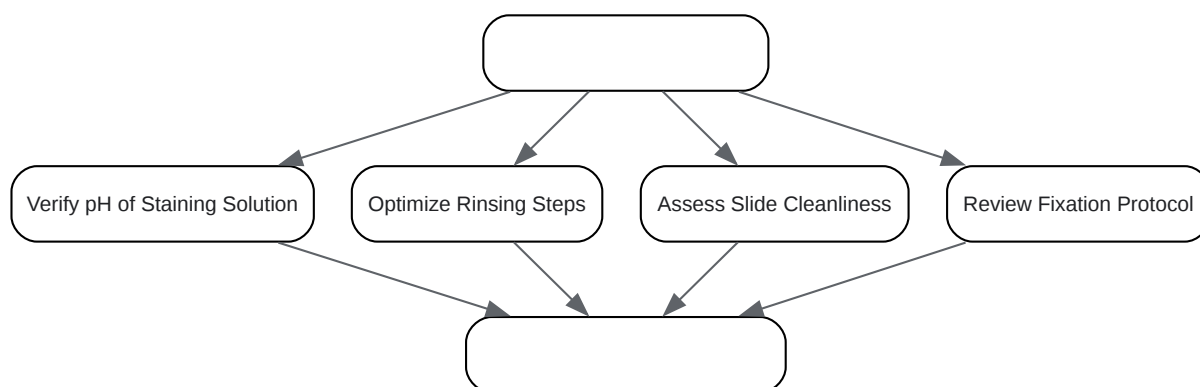 Verify pH of Staining Solution
Optimize Rinsing Steps
Assess Slide Cleanliness
Review Fixation Protocol